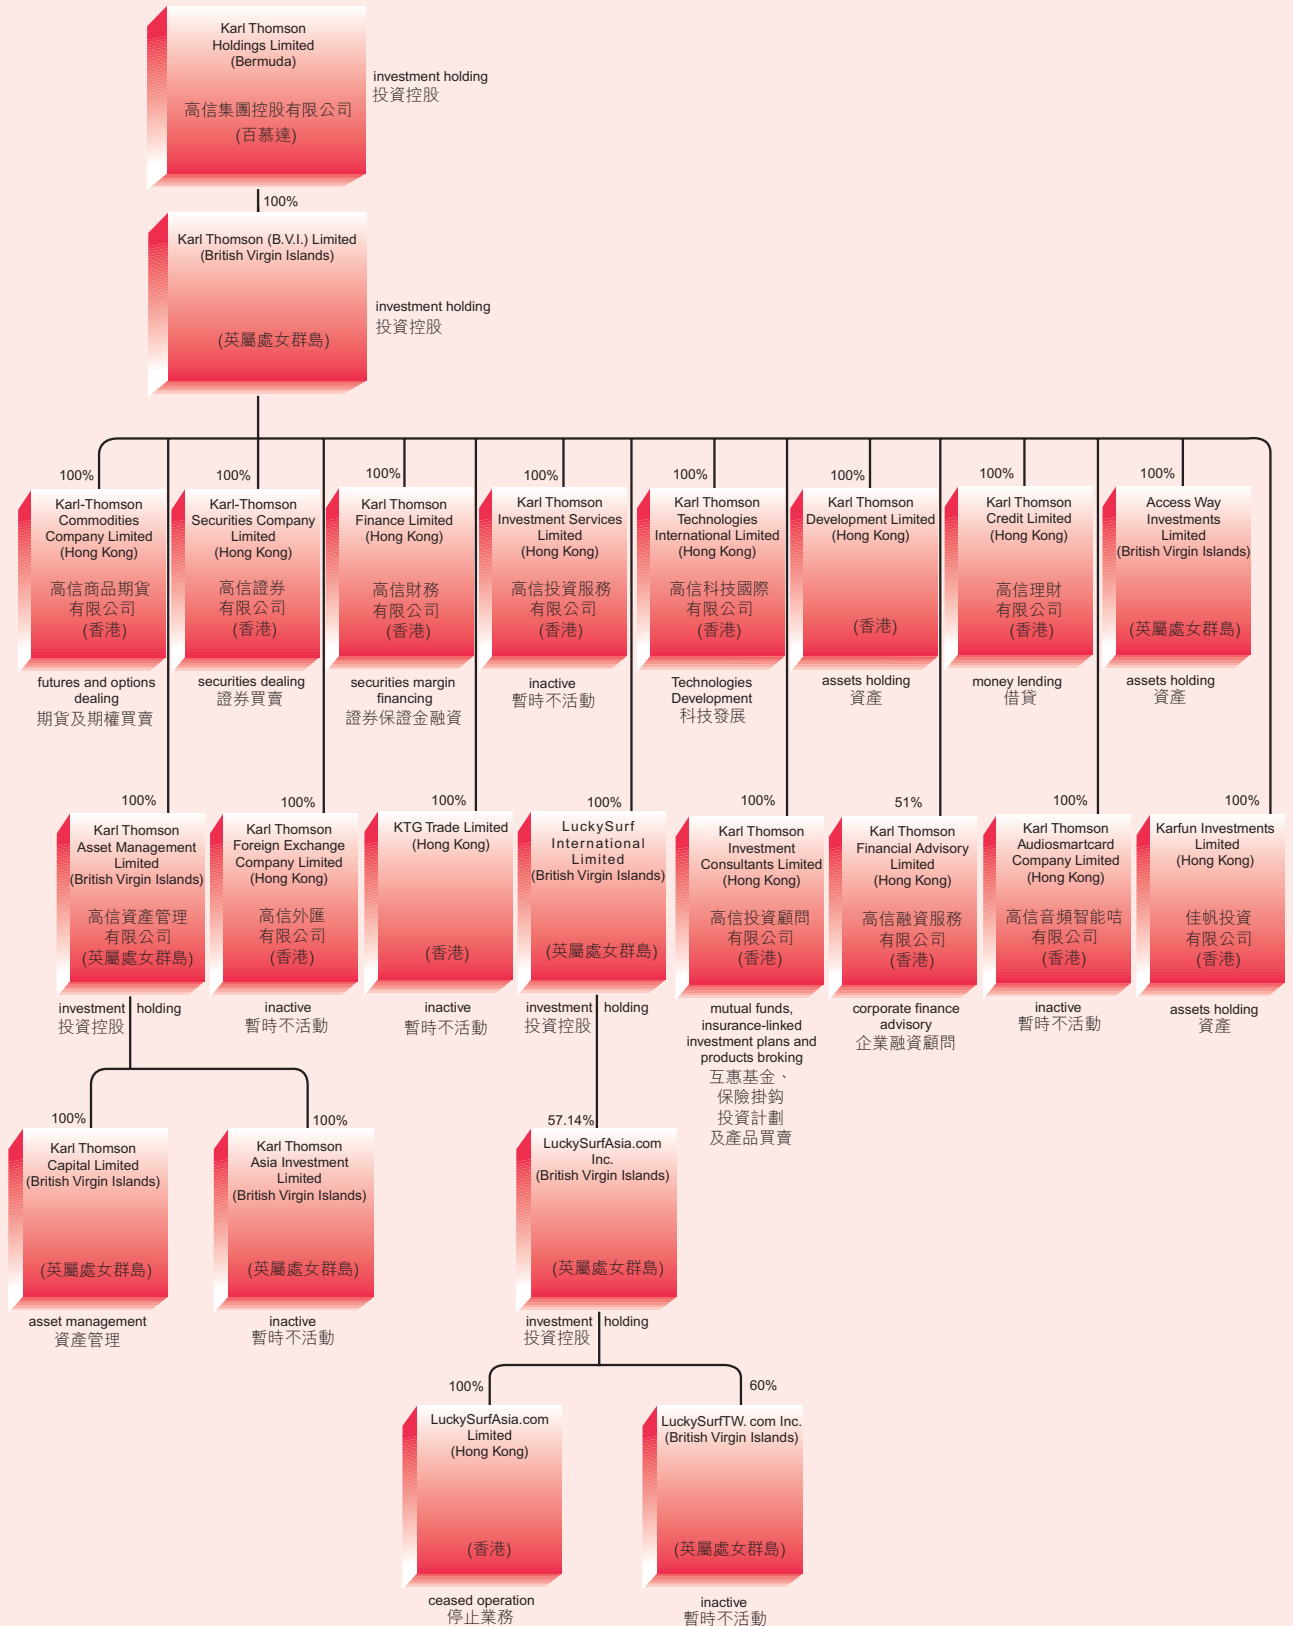 Karl Thomson
Holdings Limited
(Bermuda)
高信集團控股有限公司
(百慕達)
investment holding
投資控股
100%
Karl Thomson (B.V.I.) Limited
(British Virgin Islands)
(英屬處女群島)
investment holding
投資控股
100%
Karl-Thomson
Commodities
Company Limited
(Hong Kong)
高信商品期貨
有限公司
(香港)
futures and options
dealing
期貨及期權買賣
100%
Karl-Thomson
Securities Company
Limited
(Hong Kong)
高信證券
有限公司
(香港)
securities dealing
證券買賣
100%
Karl Thomson
Finance Limited
(Hong Kong)
高信財務
有限公司
(香港)
securities margin
financing
證券保證金融資
100%
Karl Thomson
Investment Services
Limited
(Hong Kong)
高信投資服務
有限公司
(香港)
inactive
暫時不活動
100%
Karl Thomson
Technologies
International Limited
(Hong Kong)
高信科技國際
有限公司
(香港)
Technologies
Development
科技發展
100%
Karl Thomson
Development Limited
(Hong Kong)
(香港)
assets holding
資產
100%
Karl Thomson
Credit Limited
(Hong Kong)
高信理財
有限公司
(香港)
money lending
借貸
100%
Access Way
Investments
Limited
(British Virgin Islands)
(英屬處女群島)
assets holding
資產
100%
Karl Thomson
Asset Management
Limited
(British Virgin Islands)
高信資產管理
有限公司
(英屬處女群島)
investment holding
投資控股
100%
Karl Thomson
Foreign Exchange
Company Limited
(Hong Kong)
高信外匯
有限公司
(香港)
inactive
暫時不活動
100%
KTG Trade Limited
(Hong Kong)
(香港)
inactive
暫時不活動
100%
LuckySurf
International
Limited
(British Virgin Islands)
(英屬處女群島)
investment holding
投資控股
100%
Karl Thomson
Investment
Consultants Limited
(Hong Kong)
高信投資顧問
有限公司
(香港)
mutual funds,
insurance-linked
investment plans and
products broking
互惠基金、
保險掛鈎
投資計劃
及產品買賣
51%
Karl Thomson
Financial Advisory
Limited
(Hong Kong)
高信融資服務
有限公司
(香港)
corporate finance
advisory
企業融資顧問
100%
Karl Thomson
Audiosmartcard
Company Limited
(Hong Kong)
高信音頻智能咭
有限公司
(香港)
inactive
暫時不活動
100%
Karfun Investments
Limited
(Hong Kong)
佳帆投資
有限公司
(香港)
assets holding
資產
100%
Karl Thomson
Capital Limited
(British Virgin Islands)
(英屬處女群島)
asset management
資產管理
100%
Karl Thomson
Asia Investment
Limited
(British Virgin Islands)
(英屬處女群島)
inactive
暫時不活動
57.14%
LuckySurfAsia.com
Inc.
(British Virgin Islands)
(英屬處女群島)
investment holding
投資控股
100%
LuckySurfAsia.com
Limited
(Hong Kong)
(香港)
ceased operation
停止業務
60%
LuckySurfTW. com Inc.
(British Virgin Islands)
(英屬處女群島)
inactive
暫時不活動